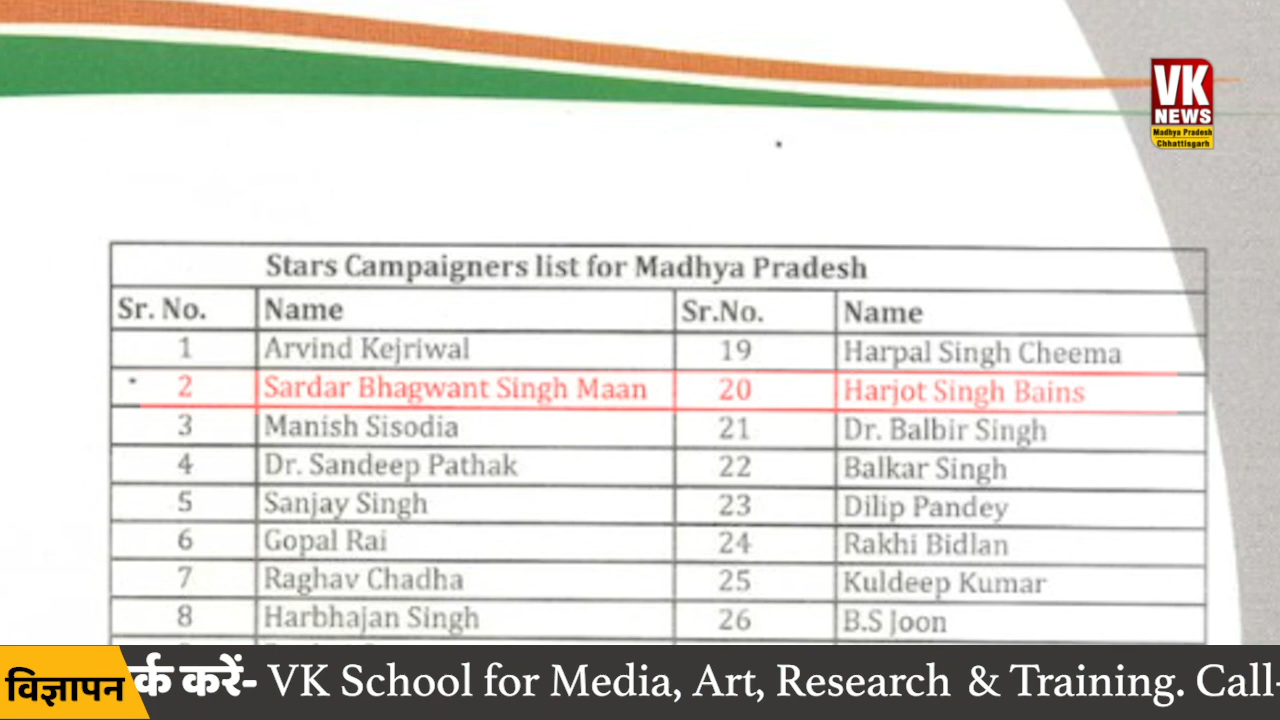 VK
NEWS
Madhya Pradesh
Chhattisgarh
Stars Campaigners list for Madhya Pradesh
Sr. No. Name Sr.No. Name
1 Arvind Kejriwal 19 Harpal Singh Cheema
2 Sardar Bhagwant Singh Maan 20 Harjot Singh Bains
3 Manish Sisodia 21 Dr. Balbir Singh
4 Dr. Sandeep Pathak 22 Balkar Singh
5 Sanjay Singh 23 Dilip Pandey
6 Gopal Rai 24 Rakhi Bidlan
7 Raghav Chadha 25 Kuldeep Kumar
8 Harbhajan Singh 26 B.S Joon
विज्ञापन र्क करें- VK School for Media, Art, Research & Training. Call-